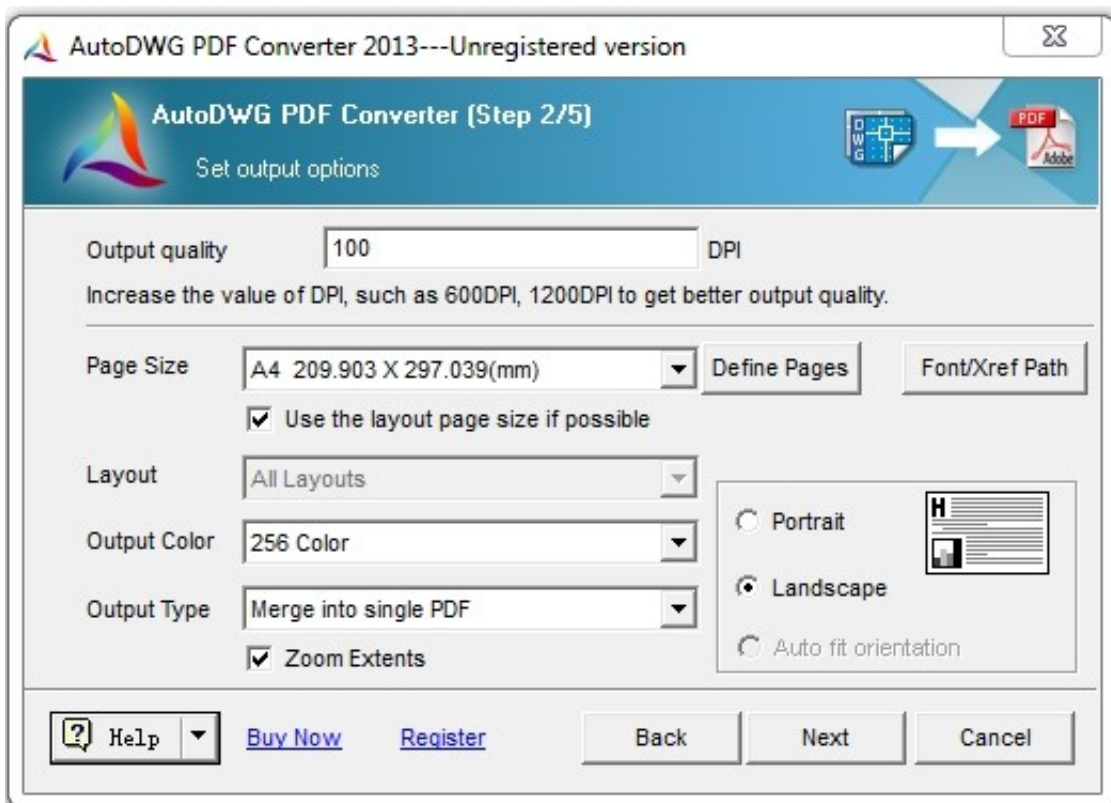 AutoDWG PDF Converter 2013---Unregistered version
AutoDWG PDF Converter (Step 2/5)
Set output options
DWG
PDF
Adobe
Output quality 100 DPI
Increase the value of DPI, such as 600DPI, 1200DPI to get better output quality.
Page Size A4 209.903 X 297.039(mm) Define Pages Font/Xref Path
Use the layout page size if possible
Layout All Layouts
Output Color 256 Color
Output Type Merge into single PDF
Zoom Extents
Portrait
H
Landscape
Auto fit orientation
Help Buy Now Register Back Next Cancel